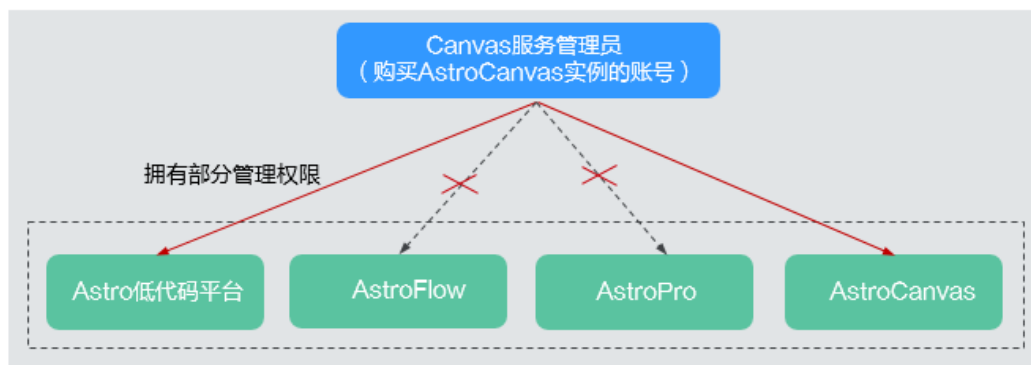 Canvas服务管理员
（购买AstroCanvas实例的账号）
拥有部分管理权限
Astro低代码平台
AstroFlow
AstroPro
AstroCanvas